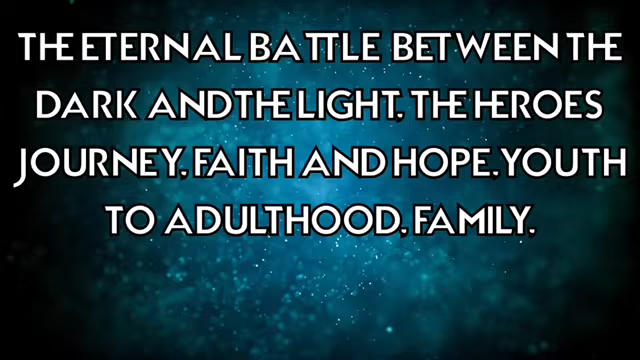 THE ETERNAL BATTLE BETWEEN THE
DARK AND THE LIGHT. THE HEROES
JOURNEY. FAITH AND HOPE. YOUTH
TO ADULTHOOD. FAMILY.